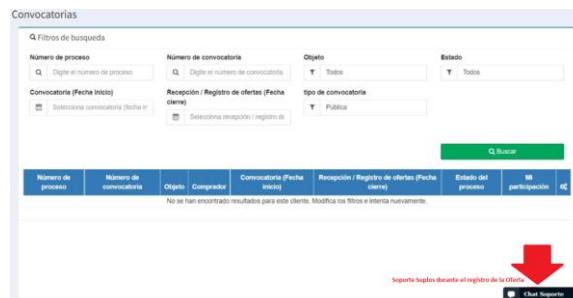 Convocatorias
Filtros de busqueda
Número de proceso
Número de convocatoria
Objeto
Estado
Digite el número de proceso
Digite el número de convocatoria
Todos
Todos
Convocatoria (Fecha inicio)
Recepción / Registro de ofertas (Fecha cierre)
tipo de convocatoria
Selecciona convocatoria (fecha in
Selecciona recepción / registro de
Pública
Buscar
Número de proceso
Número de convocatoria
Objeto
Comprador
Convocatoria (Fecha inicio)
Recepción / Registro de ofertas (Fecha cierre)
Estado del proceso
Mi participación
No se han encontrado resultados para este cliente. Modifica los filtros e intenta nuevamente.
Soporte Suplos durante el registro de la Oferta
Chat Soporte